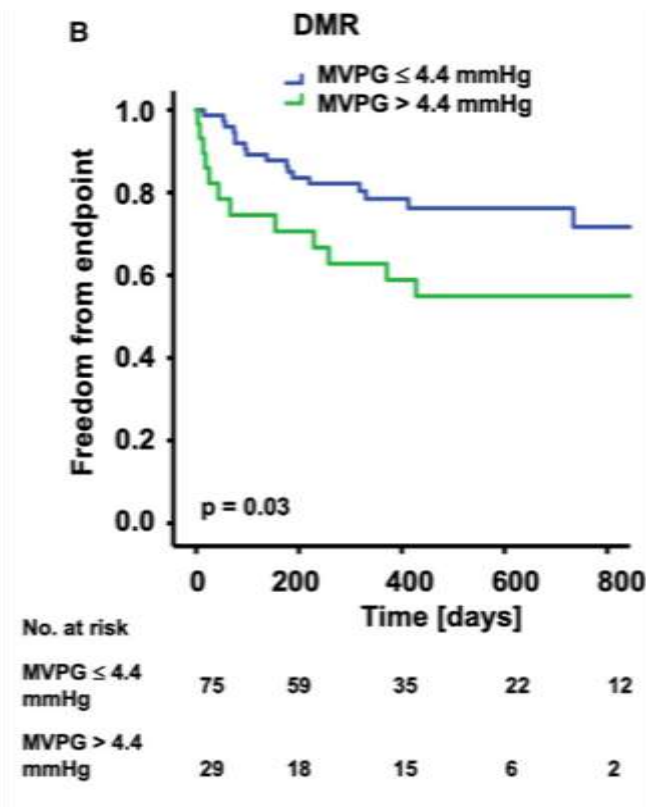 B
DMR
MVPG ≤ 4.4 mmHg
MVPG > 4.4 mmHg
Freedom from endpoint
1.0
0.8
0.6
0.4
0.2
0.0
p = 0.03
0 200 400 600 800
Time [days]
No. at risk
MVPG ≤ 4.4
mmHg
75 59 35 22 12
MVPG > 4.4
mmHg
29 18 15 6 2